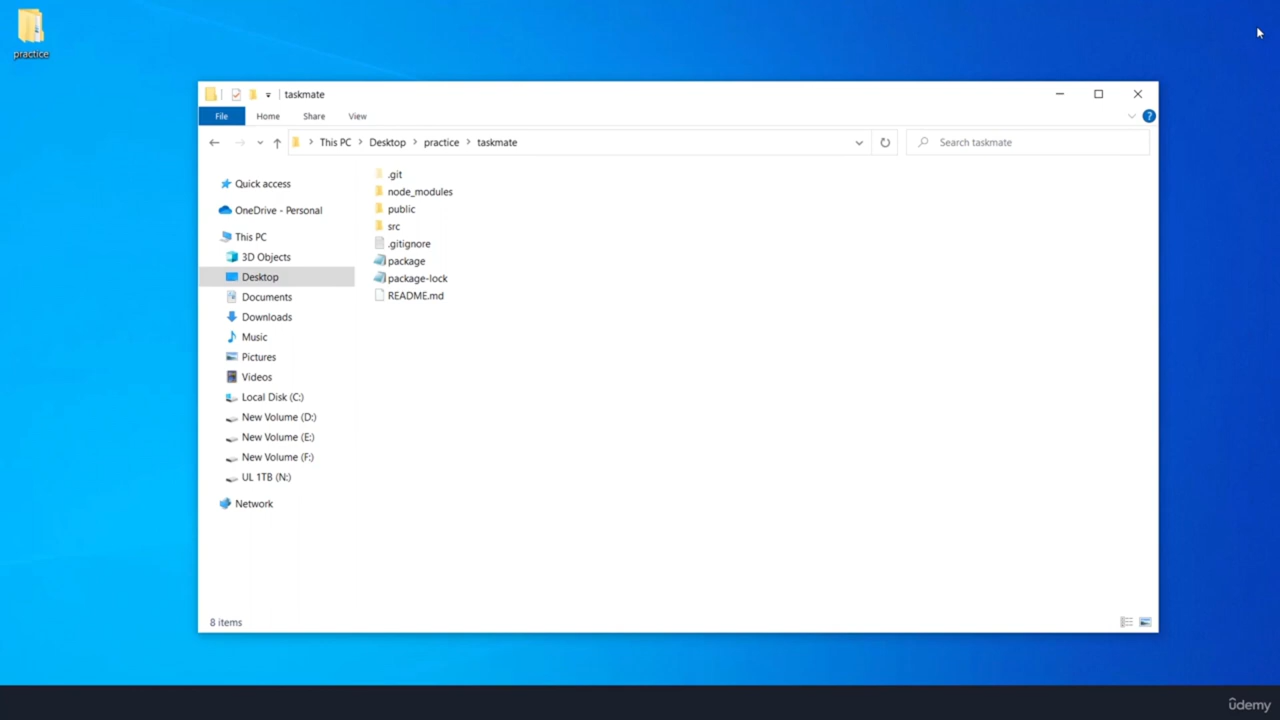 practice
taskmate
File Home Share View
This PC Desktop practice taskmate
Search taskmate
Quick access
OneDrive - Personal
This PC
3D Objects
Desktop
Documents
Downloads
Music
Pictures
Videos
Local Disk (C:)
New Volume (D:)
New Volume (E:)
New Volume (F:)
UL 1TB (N:)
Network
.git
node_modules
public
src
.gitignore
package
package-lock
README.md
8 items
ûdemy